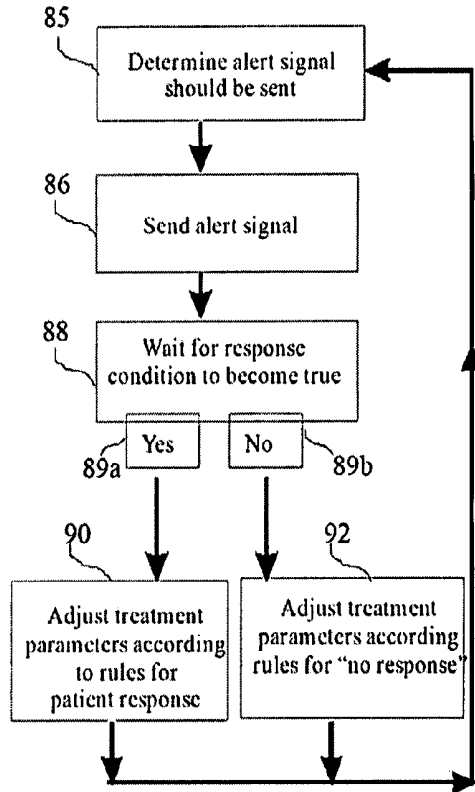 85
Determine alert signal
should be sent
86
Send alert signal
88
Wait for response
condition to become true
Yes
No
89a
89b
90
Adjust treatment
parameters according
to rules for
patient response
92
Adjust treatment
parameters according
rules for “no response”